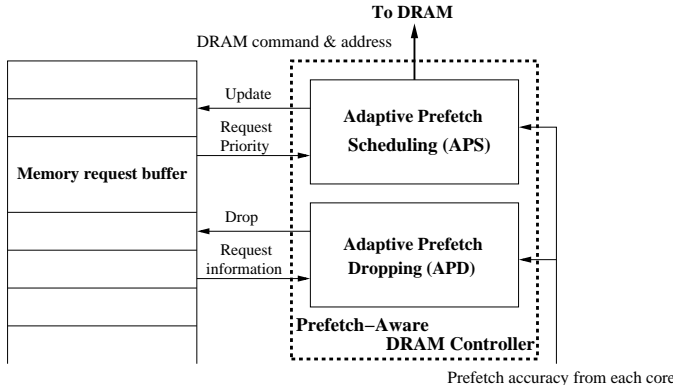 To DRAM
DRAM command & address
Update
Request
Priority
Adaptive Prefetch
Scheduling (APS)
Memory request buffer
Drop
Request
information
Adaptive Prefetch
Dropping (APD)
Prefetch−Aware
DRAM Controller
Prefetch accuracy from each core